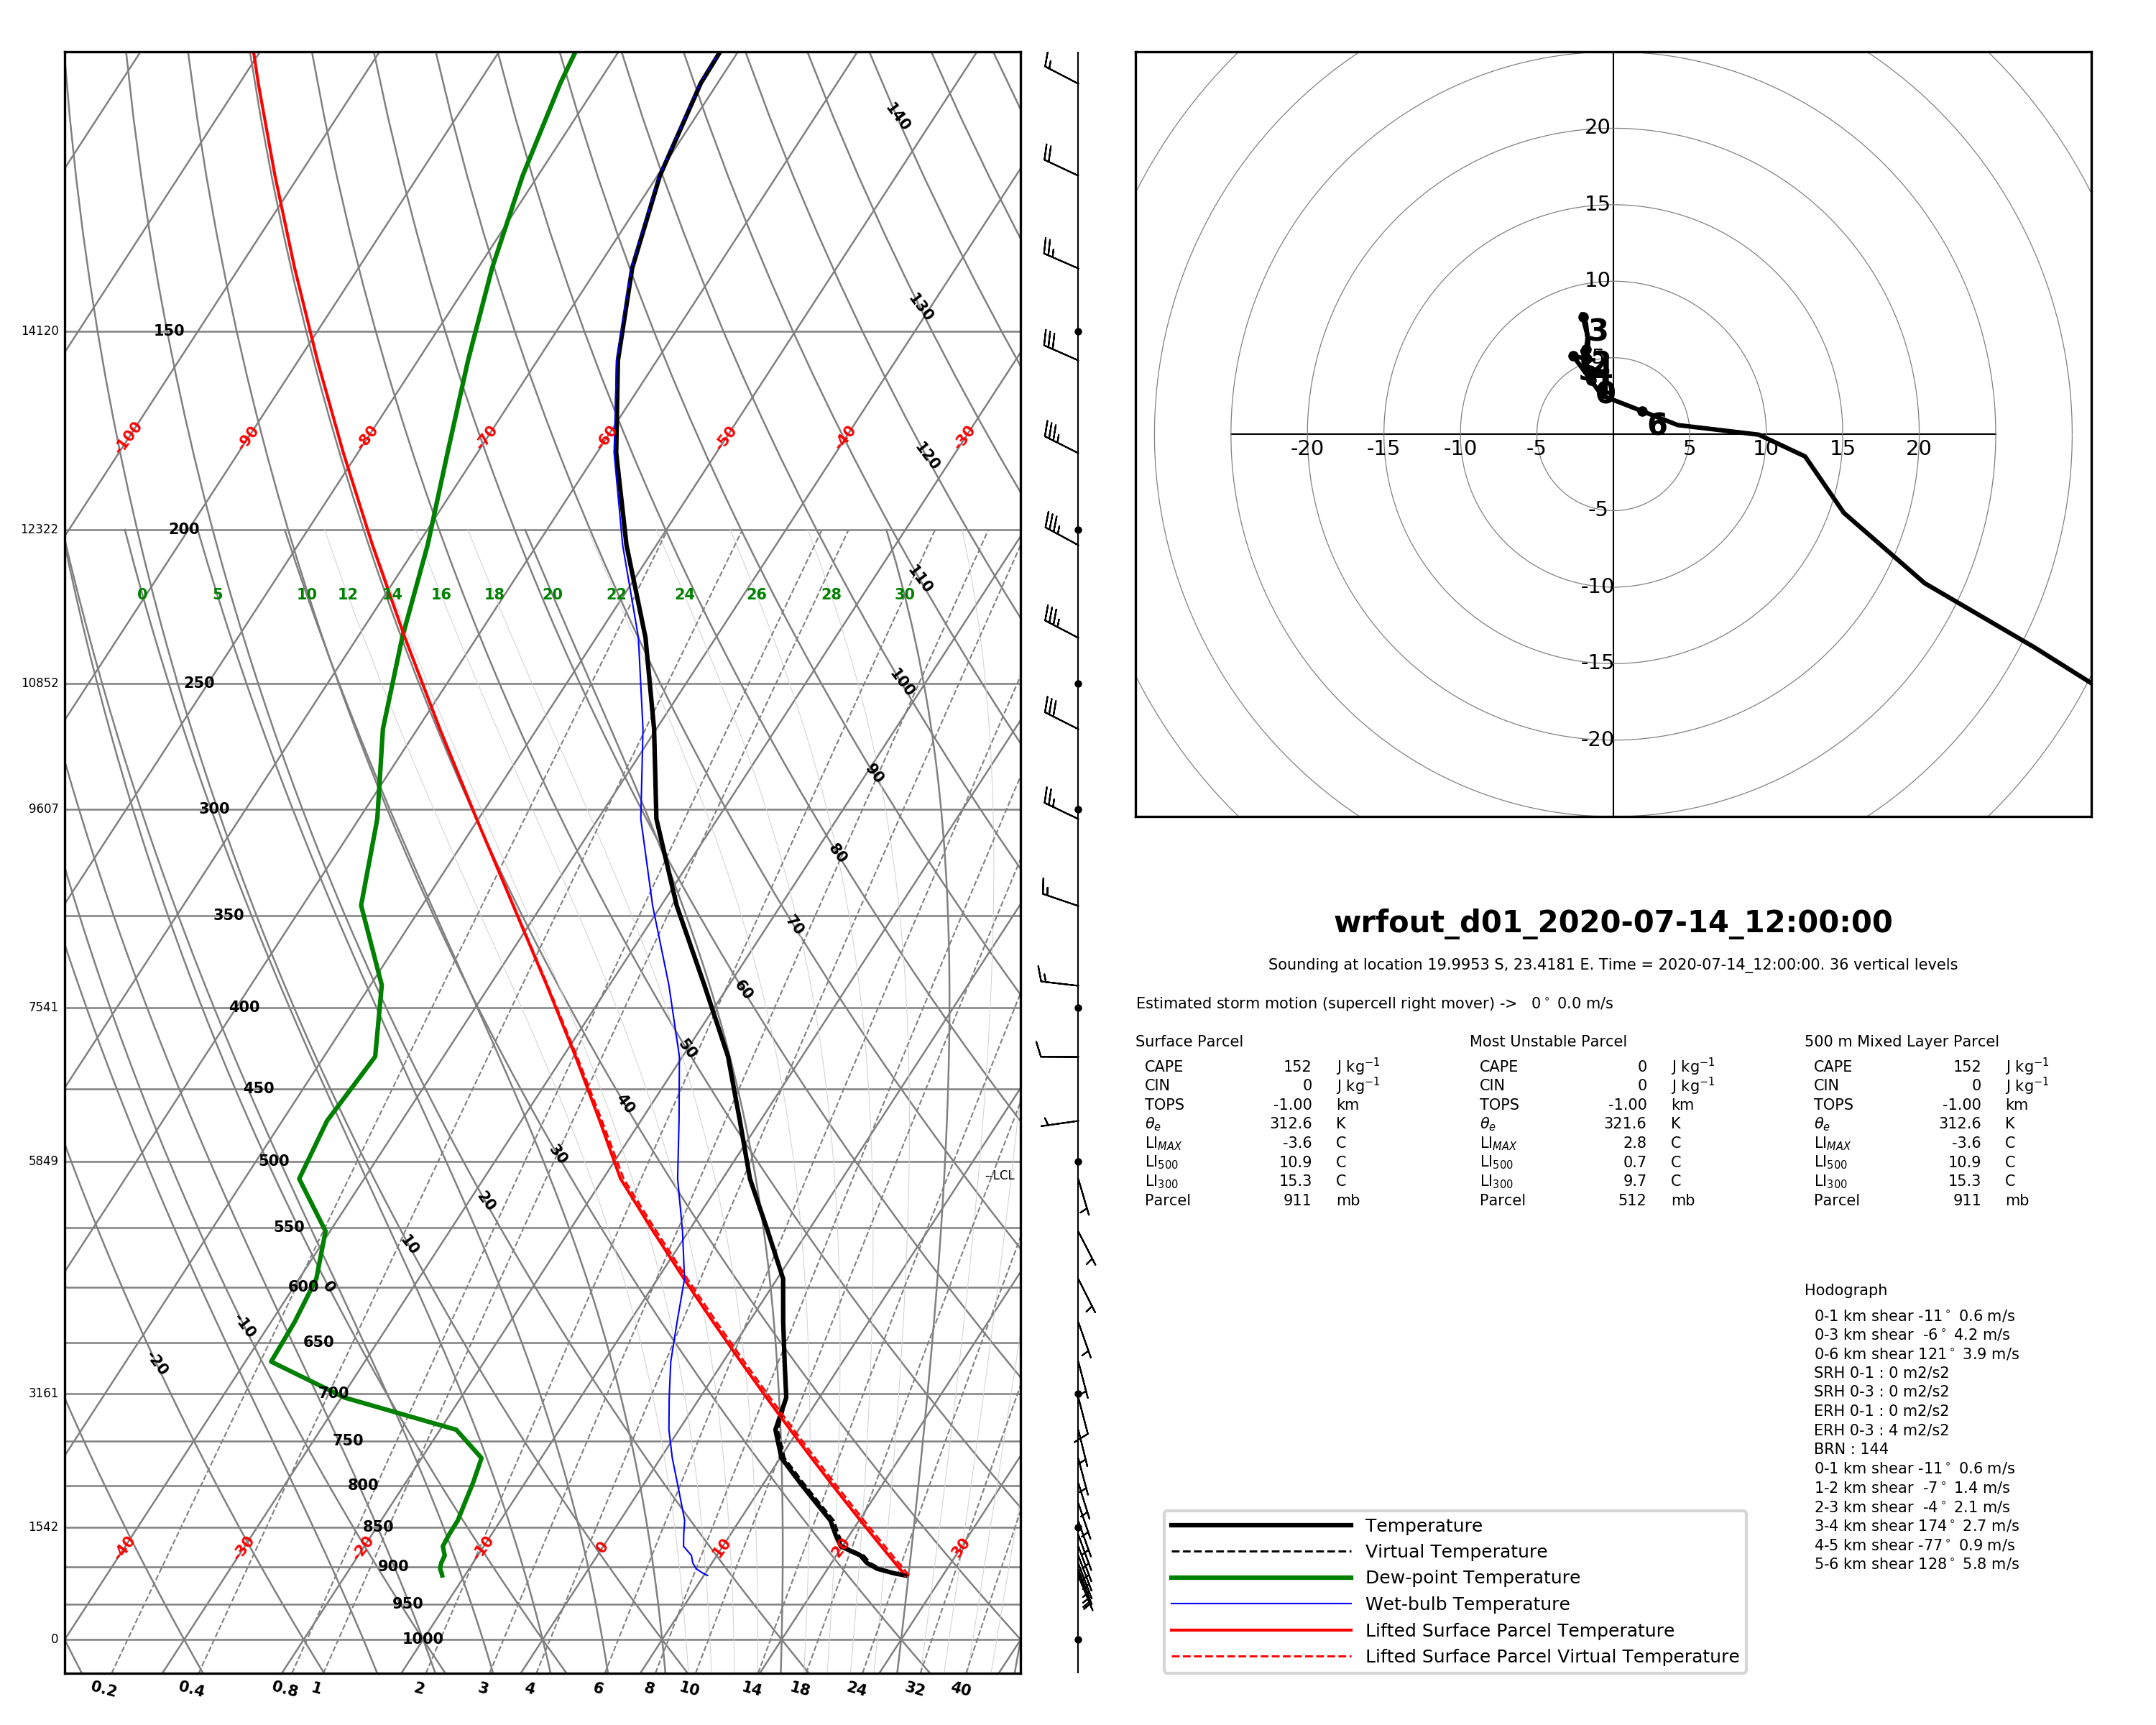 140
130
14120 150
-100 -90 -80 -70 -60 -50 -40 -30
120
12322 200
110
0 5 10 12 14 16 18 20 22 24 26 28 30
10852 250
100
90
9607 300
80
350
70
7541 400
60
50
450
40
5849 500
30
--LCL
20
550
10
600 0
-10
650
-20
3161 700
750
800
1542 850
-40 -30 -20 -10 0 10 20 30
900
950
0 1000
0.2 0.4 0.8 1 2 3 4 6 8 10 14 18 24 32 40
20
15
10
3
5
0
6
-20 -15 -10 -5 5 10 15 20
-5
-10
-15
-20
wrfout_d01_2020-07-14_12:00:00
Sounding at location 19.9953 S, 23.4181 E. Time = 2020-07-14_12:00:00. 36 vertical levels
Estimated storm motion (supercell right mover) -> 0° 0.0 m/s
Surface Parcel
CAPE 152 J kg⁻¹
CIN 0 J kg⁻¹
TOPS -1.00 km
θₑ 312.6 K
LI_MAX -3.6 C
LI₅₀₀ 10.9 C
LI₃₀₀ 15.3 C
Parcel 911 mb
Most Unstable Parcel
CAPE 0 J kg⁻¹
CIN 0 J kg⁻¹
TOPS -1.00 km
θₑ 321.6 K
LI_MAX 2.8 C
LI₅₀₀ 0.7 C
LI₃₀₀ 9.7 C
Parcel 512 mb
500 m Mixed Layer Parcel
CAPE 152 J kg⁻¹
CIN 0 J kg⁻¹
TOPS -1.00 km
θₑ 312.6 K
LI_MAX -3.6 C
LI₅₀₀ 10.9 C
LI₃₀₀ 15.3 C
Parcel 911 mb
Hodograph
0-1 km shear -11° 0.6 m/s
0-3 km shear -6° 4.2 m/s
0-6 km shear 121° 3.9 m/s
SRH 0-1 : 0 m2/s2
SRH 0-3 : 0 m2/s2
ERH 0-1 : 0 m2/s2
ERH 0-3 : 4 m2/s2
BRN : 144
0-1 km shear -11° 0.6 m/s
1-2 km shear -7° 1.4 m/s
2-3 km shear -4° 2.1 m/s
3-4 km shear 174° 2.7 m/s
4-5 km shear -77° 0.9 m/s
5-6 km shear 128° 5.8 m/s
Temperature
Virtual Temperature
Dew-point Temperature
Wet-bulb Temperature
Lifted Surface Parcel Temperature
Lifted Surface Parcel Virtual Temperature